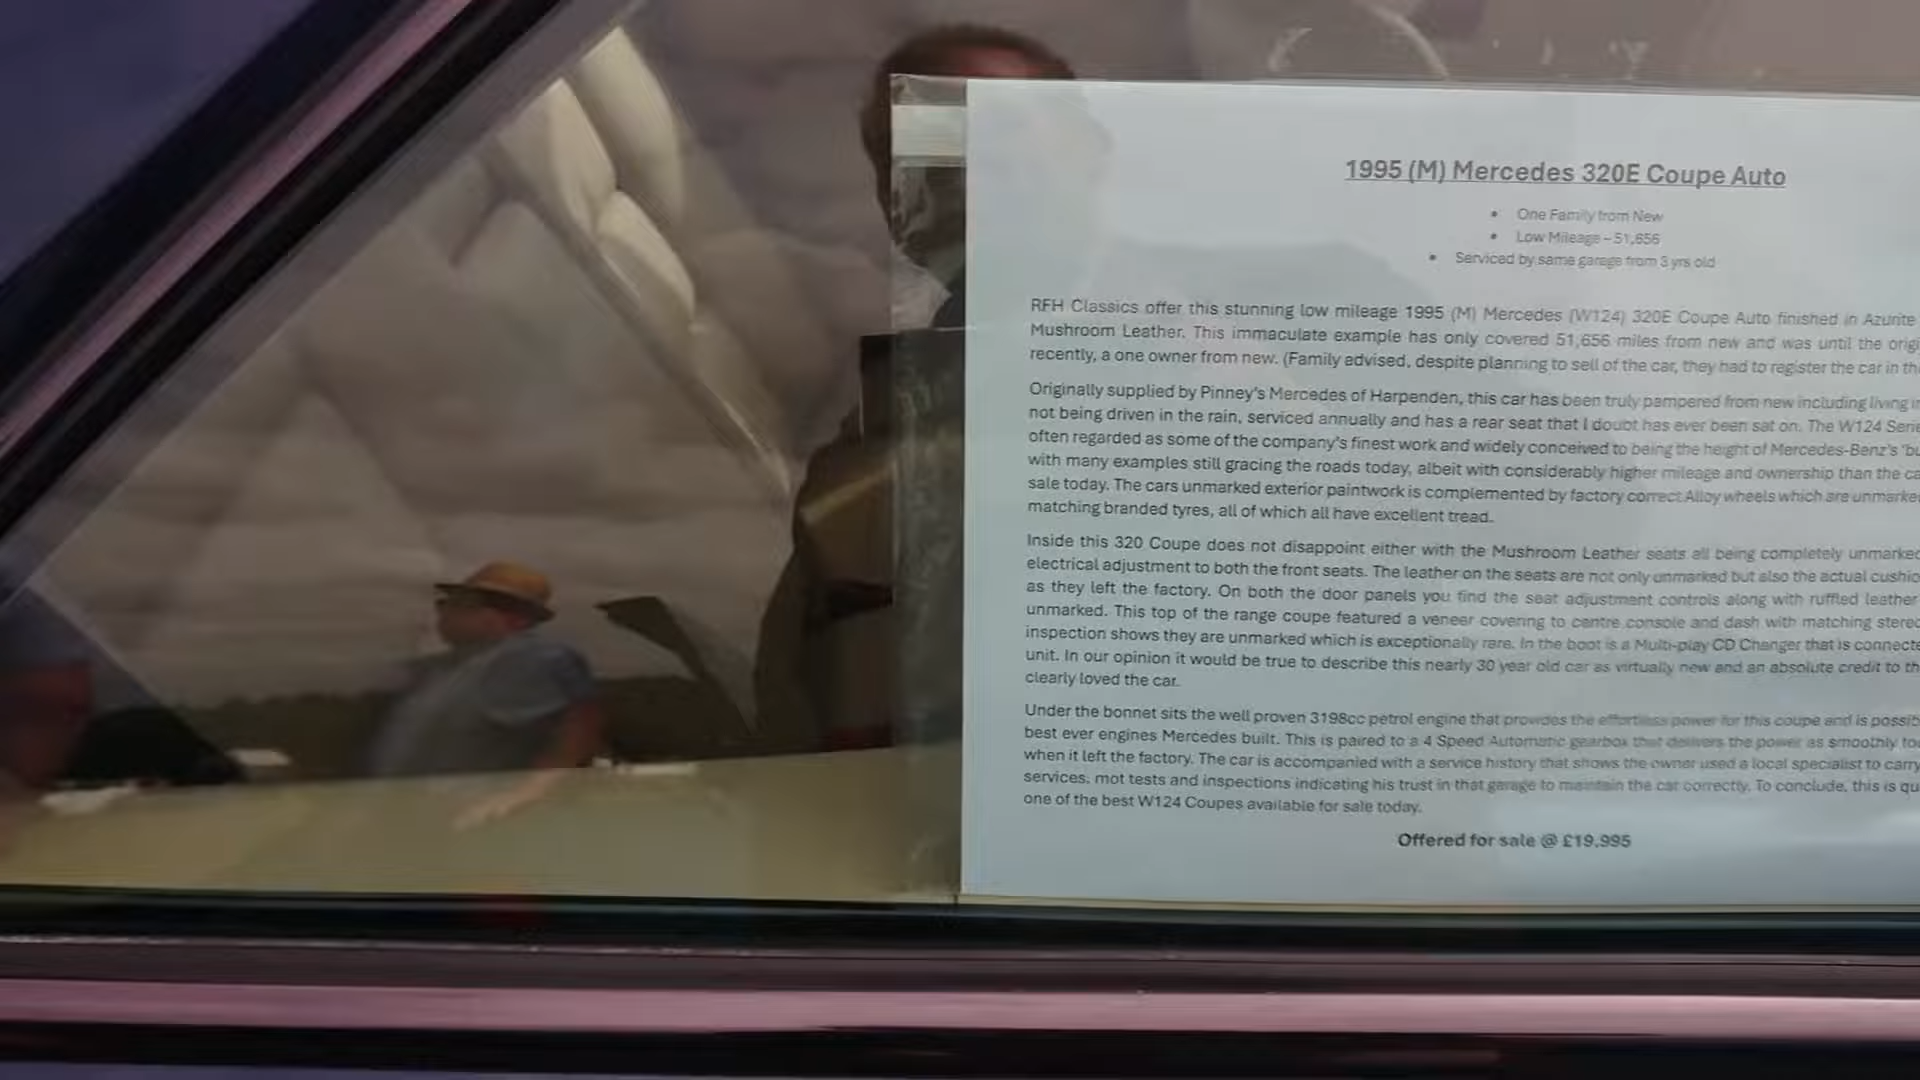 1995 (M) Mercedes 320E Coupe Auto
• One Family from New
• Low Mileage – 51,656
• Serviced by same garage from 3 yrs old
RFH Classics offer this stunning low mileage 1995 (M) Mercedes (W124) 320E Coupe Auto finished in Azurite
Mushroom Leather. This immaculate example has only covered 51,656 miles from new and was until the origi
recently, a one owner from new. (Family advised, despite planning to sell of the car, they had to register the car in th
Originally supplied by Pinney's Mercedes of Harpenden, this car has been truly pampered from new including living i
not being driven in the rain, serviced annually and has a rear seat that I doubt has ever been sat on. The W124 Serie
often regarded as some of the company's finest work and widely conceived to being the height of Mercedes-Benz's 'bu
with many examples still gracing the roads today, albeit with considerably higher mileage and ownership than the ca
sale today. The cars unmarked exterior paintwork is complemented by factory correct Alloy wheels which are unmarke
matching branded tyres, all of which all have excellent tread.
Inside this 320 Coupe does not disappoint either with the Mushroom Leather seats all being completely unmarked
electrical adjustment to both the front seats. The leather on the seats are not only unmarked but also the actual cushio
as they left the factory. On both the door panels you find the seat adjustment controls along with ruffled leather
unmarked. This top of the range coupe featured a veneer covering to centre console and dash with matching stereo
inspection shows they are unmarked which is exceptionally rare. In the boot is a Multi-play CD Changer that is connecte
unit. In our opinion it would be true to describe this nearly 30 year old car as virtually new and an absolute credit to th
clearly loved the car.
Under the bonnet sits the well proven 3198cc petrol engine that provides the effortless power for this coupe and is possib
best ever engines Mercedes built. This is paired to a 4 Speed Automatic gearbox that delivers the power as smoothly to
when it left the factory. The car is accompanied with a service history that shows the owner used a local specialist to carry
services, mot tests and inspections indicating his trust in that garage to maintain the car correctly. To conclude, this is qu
one of the best W124 Coupes available for sale today.
Offered for sale @ £19,995